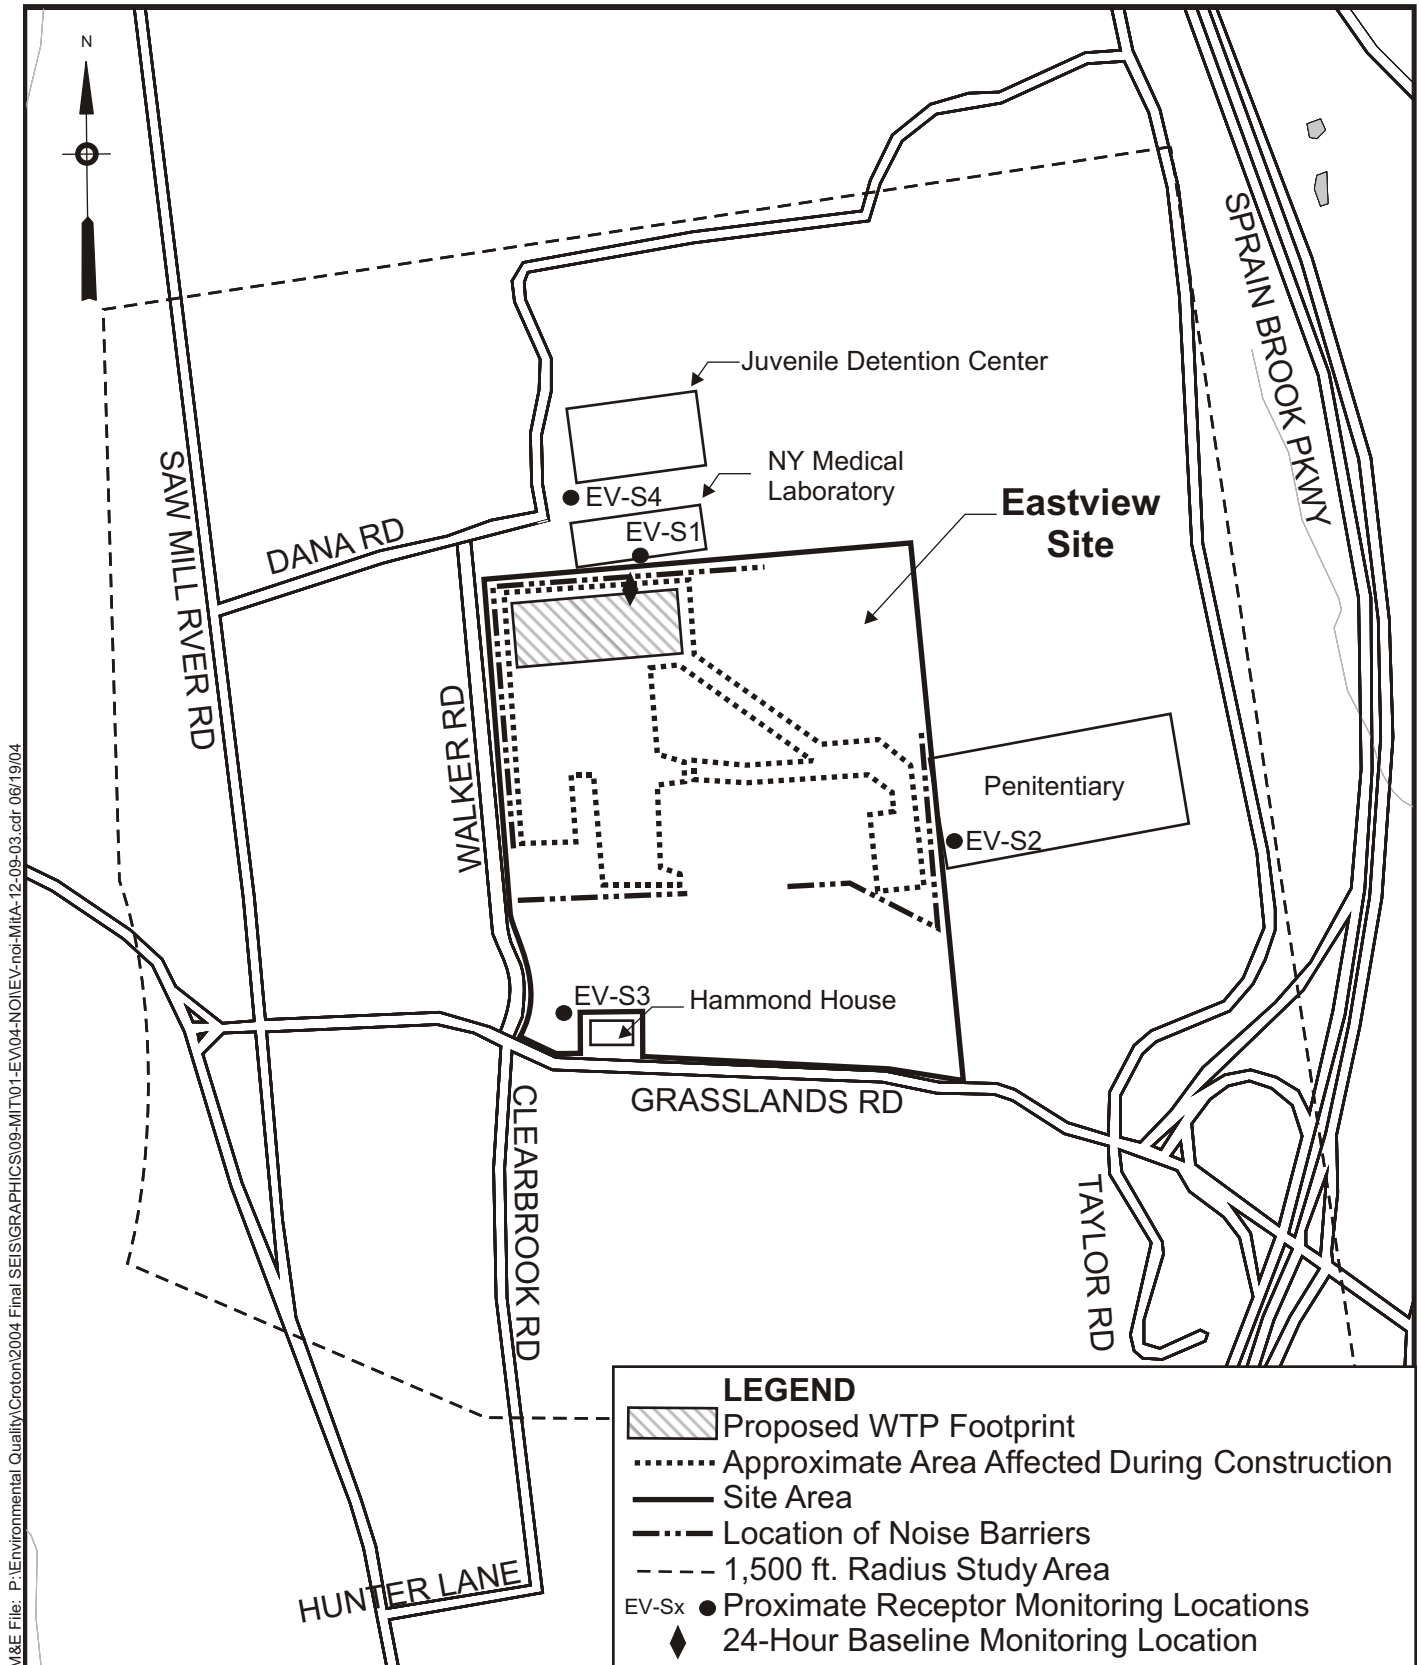 N
Juvenile Detention Center
NY Medical
Laboratory
EV-S4
EV-S1
Eastview
Site
SPRAIN BROOK PKWY
SAW MILL RVER RD
DANA RD
WALKER RD
Penitentiary
EV-S2
EV-S3
Hammond House
GRASSLANDS RD
CLEARBROOK RD
TAYLOR RD
HUNTER LANE
LEGEND
Proposed WTP Footprint
Approximate Area Affected During Construction
Site Area
Location of Noise Barriers
1,500 ft. Radius Study Area
EV-Sx Proximate Receptor Monitoring Locations
24-Hour Baseline Monitoring Location
M&E File: P:\Environmental Quality\Croton\2004 Final SEIS\GRAPHICS\09-MIT\01-EV\04-NOI\EV-noi-MitA-12-09-03.cdr 06/19/04